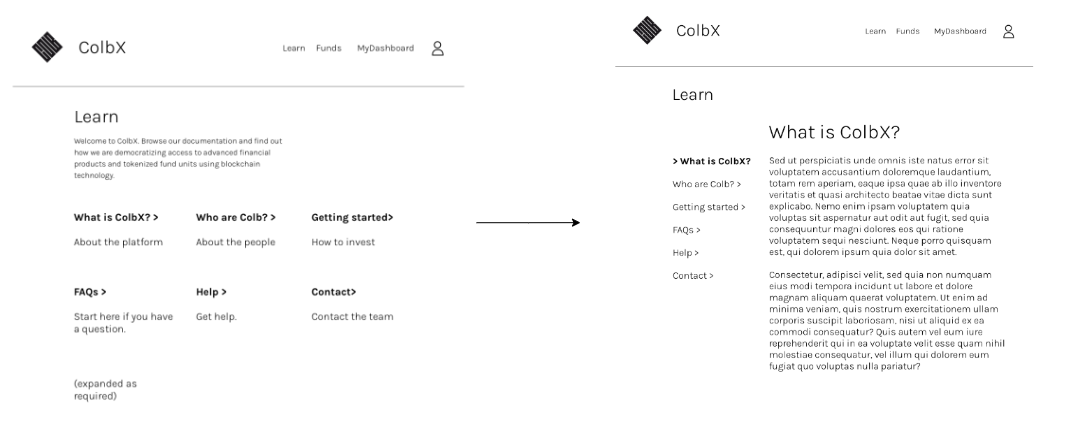 ColbX
Learn Funds MyDashboard
Learn
Welcome to ColbX. Browse our documentation and find out
how we are democratizing access to advanced financial
products and tokenized fund units using blockchain
technology.
What is ColbX? > Who are Colb? > Getting started>
About the platform About the people How to invest
FAQs > Help > Contact>
Start here if you have Get help. Contact the team
a question.
(expanded as
required)
ColbX
Learn Funds MyDashboard
Learn
What is ColbX?
> What is ColbX?
Who are Colb? >
Getting started >
FAQs >
Help >
Contact >
Sed ut perspiciatis unde omnis iste natus error sit
voluptatem accusantium doloremque laudantium,
totam rem aperiam, eaque ipsa quae ab illo inventore
veritatis et quasi architecto beatae vitae dicta sunt
explicabo. Nemo enim ipsam voluptatem quia
voluptas sit aspernatur aut odit aut fugit, sed quia
consequuntur magni dolores eos qui ratione
voluptatem sequi nesciunt. Neque porro quisquam
est, qui dolorem ipsum quia dolor sit amet.
Consectetur, adipisci velit, sed quia non numquam
eius modi tempora incidunt ut labore et dolore
magnam aliquam quaerat voluptatem. Ut enim ad
minima veniam, quis nostrum exercitationem ullam
corporis suscipit laboriosam, nisi ut aliquid ex ea
commodi consequatur? Quis autem vel eum iure
reprehenderit qui in ea voluptate velit esse quam nihil
molestiae consequatur, vel illum qui dolorem eum
fugiat quo voluptas nulla pariatur?